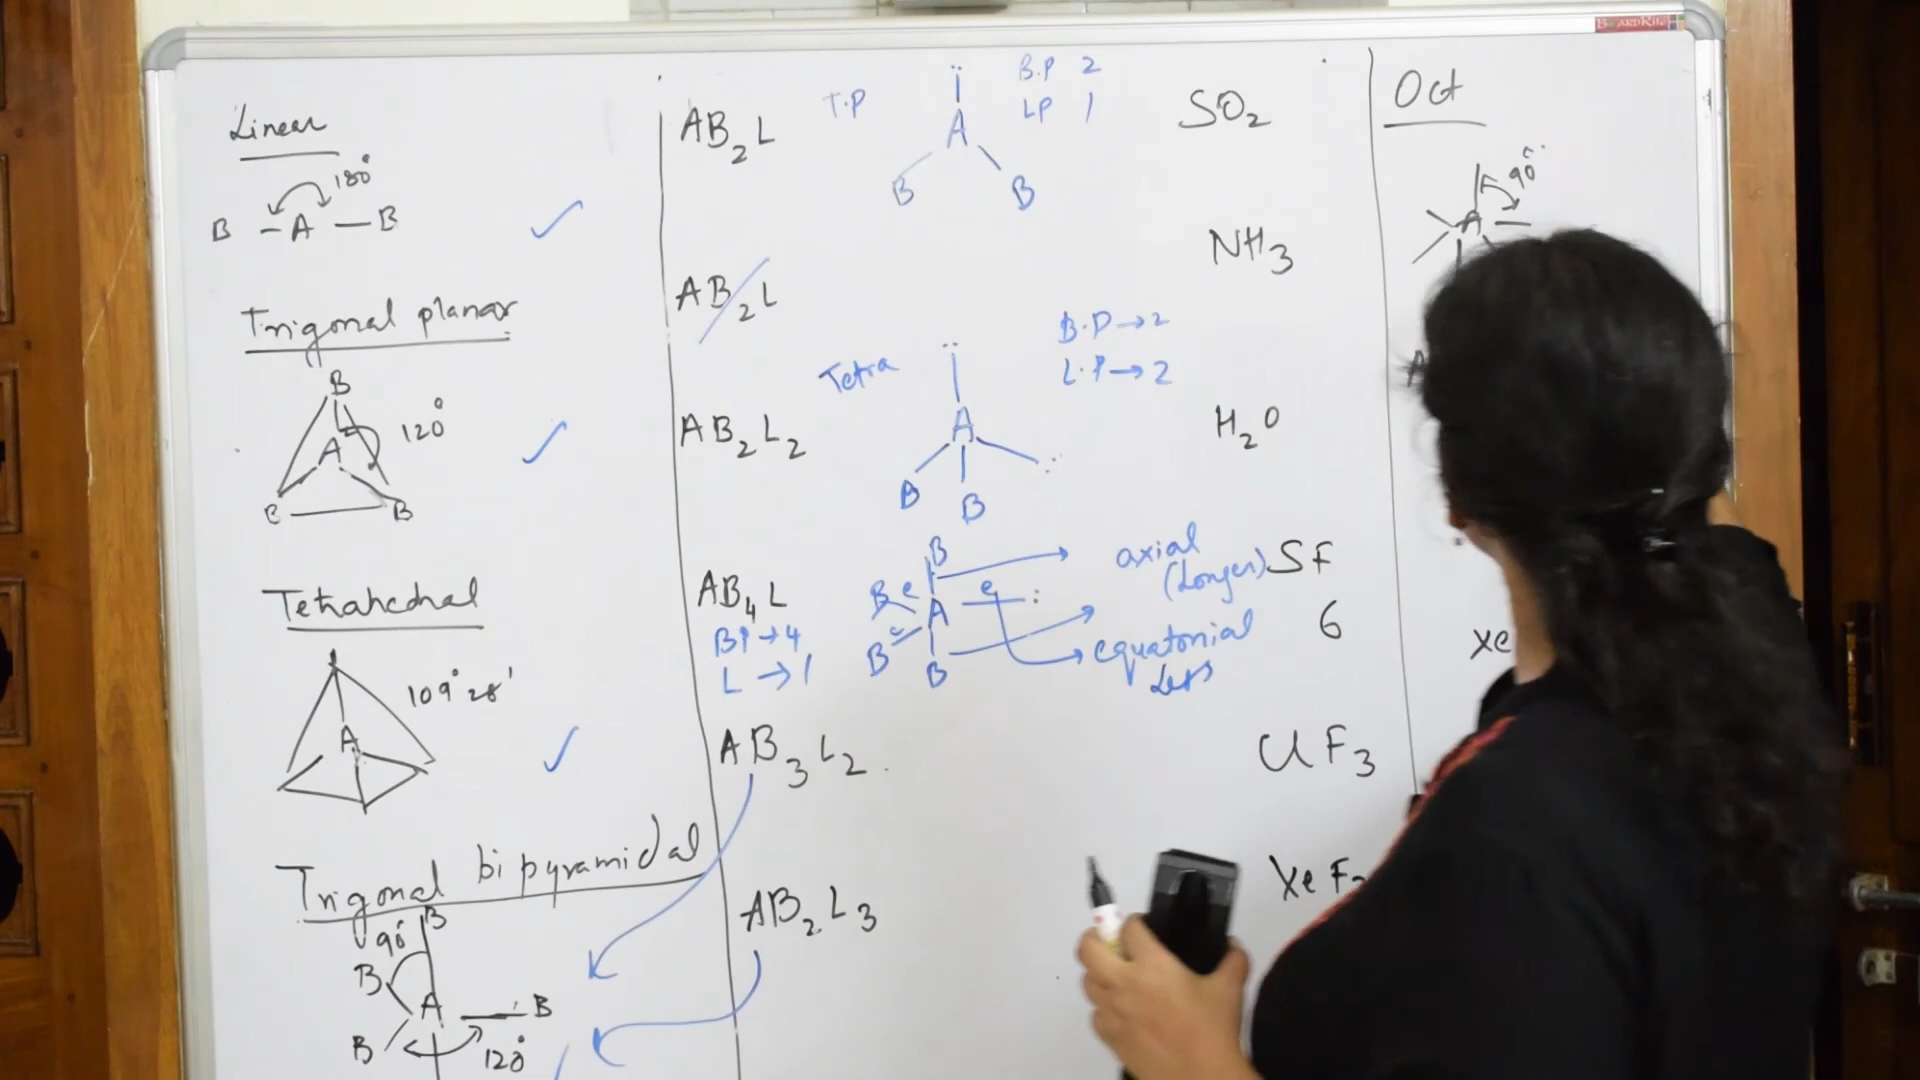 BoardRite
Linear
180°
B – A – B
Trigonal planar
B
A
120°
B
Tetrahedral
109° 28'
A
Trigonal bipyramidal
90°
B
B
A – B
B
120°
AB2L
T.P
B.P 2
LP 1
A
B B
SO2
NH3
AB2L
B.P → 2
L.P → 2
Tetra
AB2L2
A
B B
H2O
AB4L
BP → 4
L → 1
B
B e
A e :
B e
B
axial
(Longer)
equatorial
Less
SF
6
AB3L2
ClF3
AB2L3
XeF2
Oct
90°
A
A
Xe